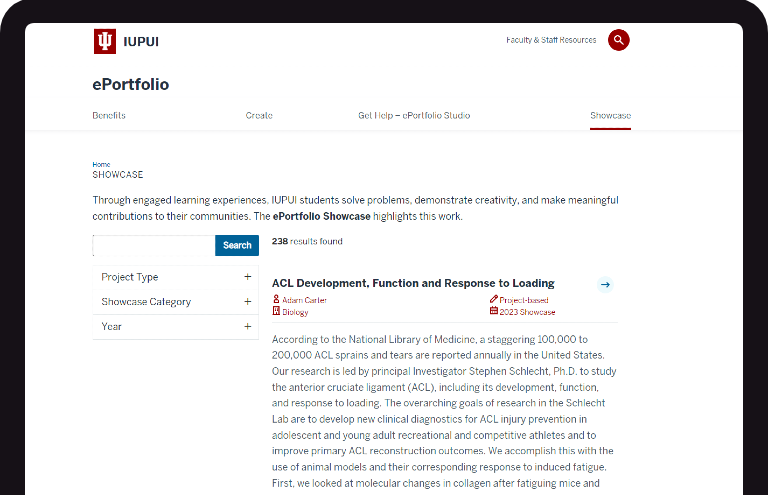 IUPUI
Faculty & Staff Resources
ePortfolio
Benefits
Create
Get Help – ePortfolio Studio
Showcase
Home
SHOWCASE
Through engaged learning experiences, IUPUI students solve problems, demonstrate creativity, and make meaningful
contributions to their communities. The ePortfolio Showcase highlights this work.
Search
238 results found
Project Type +
Showcase Category +
Year +
ACL Development, Function and Response to Loading
Adam Carter
Project-based
Biology
2023 Showcase
According to the National Library of Medicine, a staggering 100,000 to
200,000 ACL sprains and tears are reported annually in the United States.
Our research is led by principal Investigator Stephen Schlecht, Ph.D. to study
the anterior cruciate ligament (ACL), including its development, function,
and response to loading. The overarching goals of research in the Schlecht
Lab are to develop new clinical diagnostics for ACL injury prevention in
adolescent and young adult recreational and competitive athletes and to
improve primary ACL reconstruction outcomes. We accomplish this with the
use of animal models and their corresponding response to induced fatigue.
First, we looked at molecular changes in collagen after fatiguing mice and